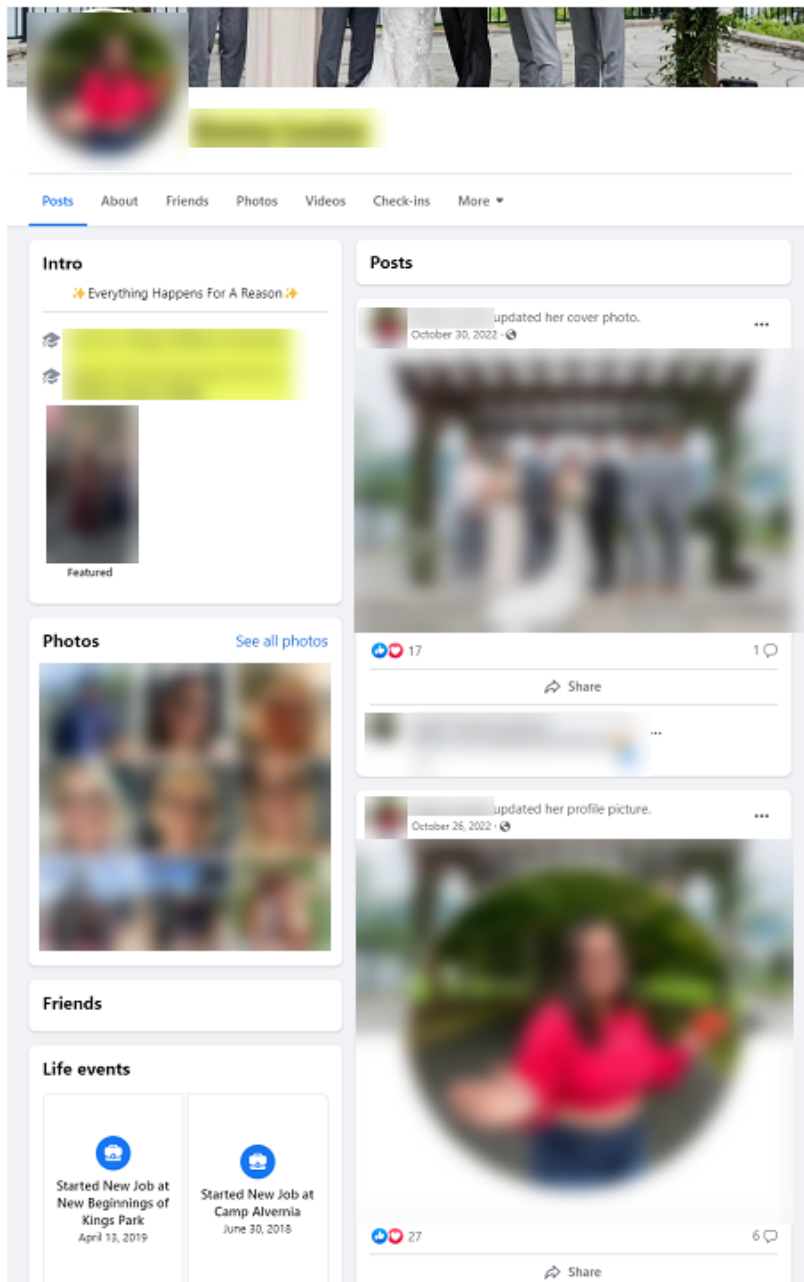 Posts About Friends Photos Videos Check-ins More
Intro
✨Everything Happens For A Reason✨
Featured
Photos See all photos
Friends
Life events
Started New Job at
New Beginnings of
Kings Park
April 13, 2019
Started New Job at
Camp Alvernia
June 30, 2018
Posts
updated her cover photo.
October 30, 2022 ·
17 1
Share
updated her profile picture.
October 26, 2022 ·
27 6
Share